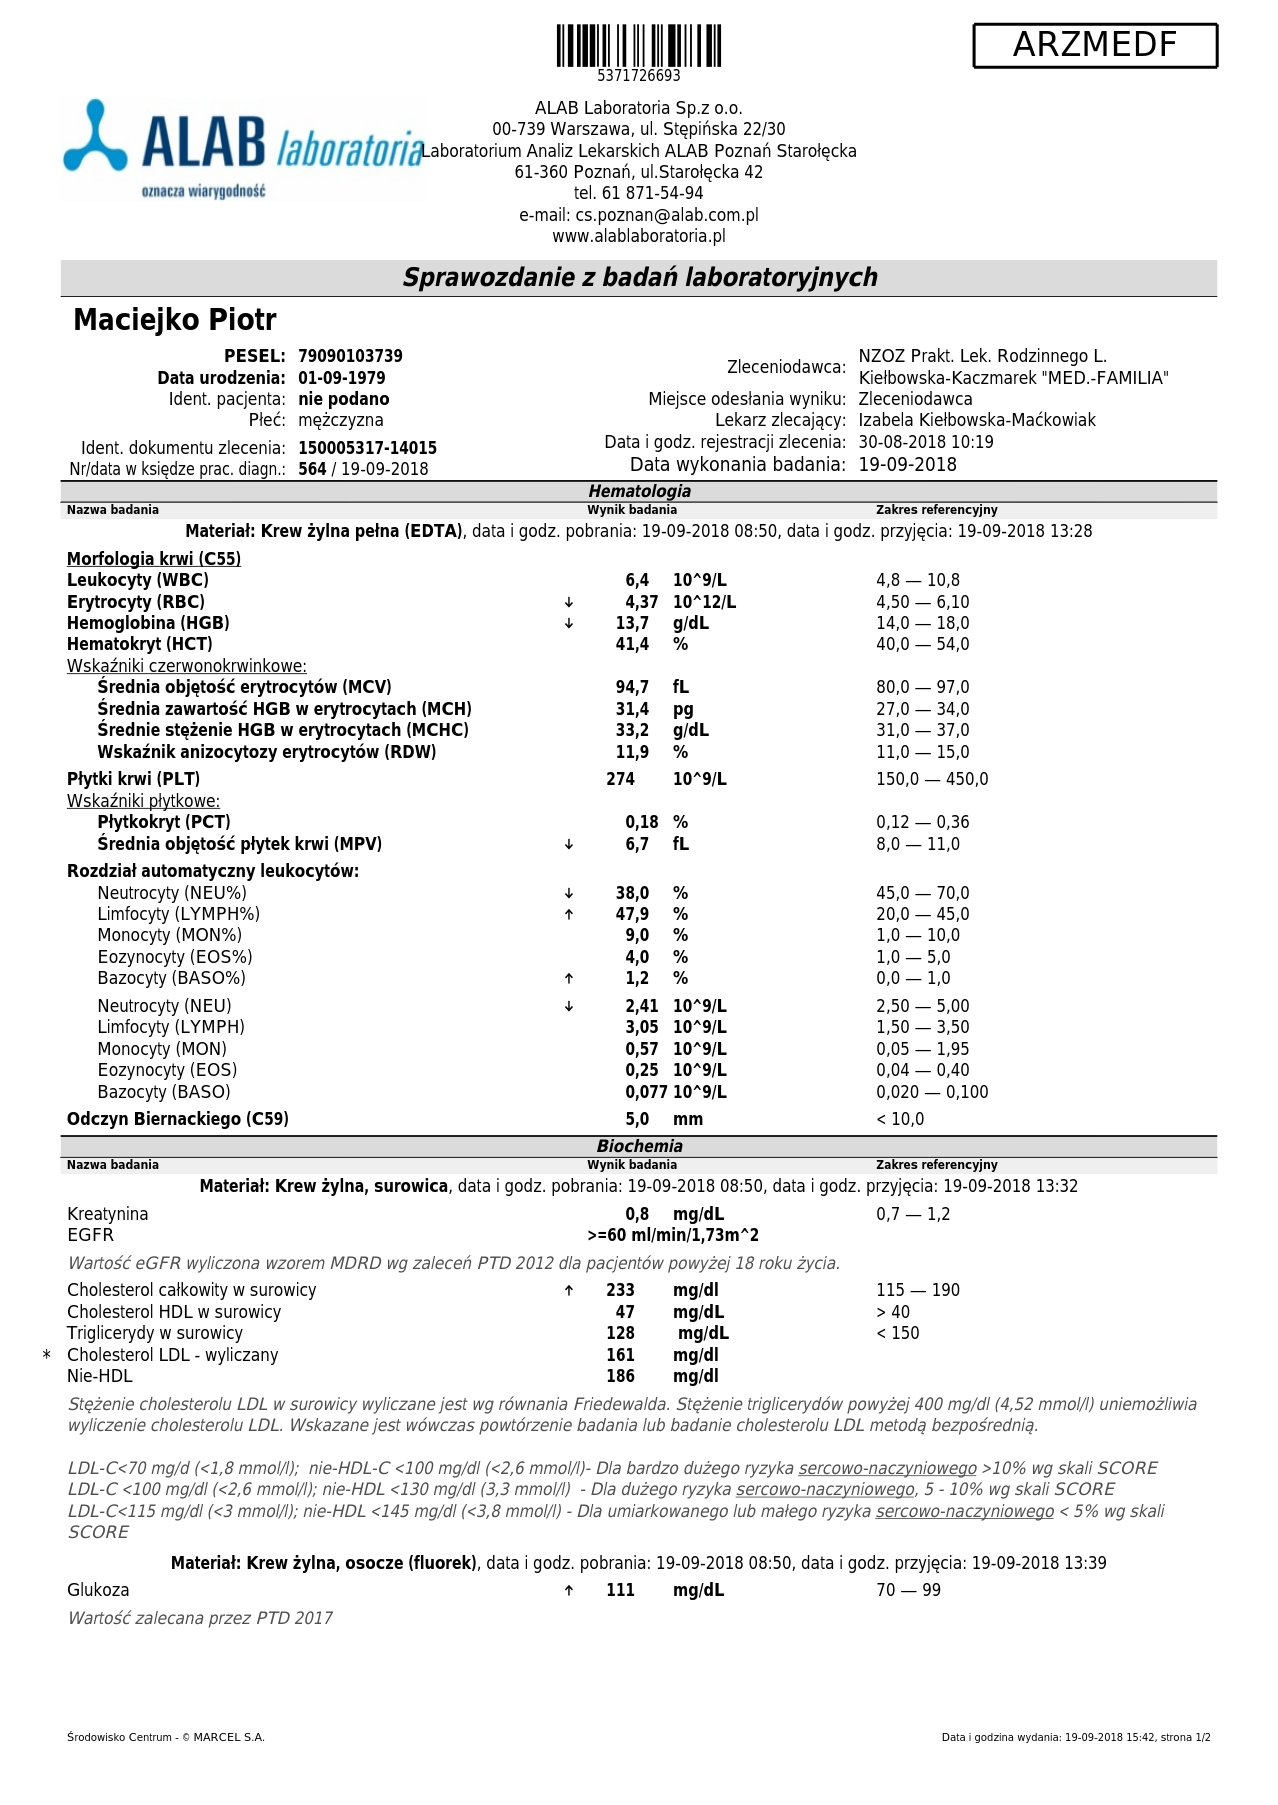 5371726693
ARZMEDF
ALAB laboratoria
oznacza wiarygodność
ALAB Laboratoria Sp.z o.o.
00-739 Warszawa, ul. Stępińska 22/30
Laboratorium Analiz Lekarskich ALAB Poznań Starołęcka
61-360 Poznań, ul.Starołęcka 42
tel. 61 871-54-94
e-mail: cs.poznan@alab.com.pl
www.alablaboratoria.pl
Sprawozdanie z badań laboratoryjnych
Maciejko Piotr
PESEL: 79090103739
Data urodzenia: 01-09-1979
Ident. pacjenta: nie podano
Płeć: mężczyzna
Ident. dokumentu zlecenia: 150005317-14015
Nr/data w księdze prac. diagn.: 564 / 19-09-2018
Zleceniodawca: NZOZ Prakt. Lek. Rodzinnego L.
Kiełbowska-Kaczmarek "MED.-FAMILIA"
Miejsce odesłania wyniku: Zleceniodawca
Lekarz zlecający: Izabela Kiełbowska-Maćkowiak
Data i godz. rejestracji zlecenia: 30-08-2018 10:19
Data wykonania badania: 19-09-2018
Hematologia
Nazwa badania Wynik badania Zakres referencyjny
Materiał: Krew żylna pełna (EDTA), data i godz. pobrania: 19-09-2018 08:50, data i godz. przyjęcia: 19-09-2018 13:28
Morfologia krwi (C55)
Leukocyty (WBC) 6,4 10^9/L 4,8 — 10,8
Erytrocyty (RBC) ↓ 4,37 10^12/L 4,50 — 6,10
Hemoglobina (HGB) ↓ 13,7 g/dL 14,0 — 18,0
Hematokryt (HCT) 41,4 % 40,0 — 54,0
Wskaźniki czerwonokrwinkowe:
Średnia objętość erytrocytów (MCV) 94,7 fL 80,0 — 97,0
Średnia zawartość HGB w erytrocytach (MCH) 31,4 pg 27,0 — 34,0
Średnie stężenie HGB w erytrocytach (MCHC) 33,2 g/dL 31,0 — 37,0
Wskaźnik anizocytozy erytrocytów (RDW) 11,9 % 11,0 — 15,0
Płytki krwi (PLT) 274 10^9/L 150,0 — 450,0
Wskaźniki płytkowe:
Płytkokryt (PCT) 0,18 % 0,12 — 0,36
Średnia objętość płytek krwi (MPV) ↓ 6,7 fL 8,0 — 11,0
Rozdział automatyczny leukocytów:
Neutrocyty (NEU%) ↓ 38,0 % 45,0 — 70,0
Limfocyty (LYMPH%) ↑ 47,9 % 20,0 — 45,0
Monocyty (MON%) 9,0 % 1,0 — 10,0
Eozynocyty (EOS%) 4,0 % 1,0 — 5,0
Bazocyty (BASO%) ↑ 1,2 % 0,0 — 1,0
Neutrocyty (NEU) ↓ 2,41 10^9/L 2,50 — 5,00
Limfocyty (LYMPH) 3,05 10^9/L 1,50 — 3,50
Monocyty (MON) 0,57 10^9/L 0,05 — 1,95
Eozynocyty (EOS) 0,25 10^9/L 0,04 — 0,40
Bazocyty (BASO) 0,077 10^9/L 0,020 — 0,100
Odczyn Biernackiego (C59) 5,0 mm < 10,0
Biochemia
Nazwa badania Wynik badania Zakres referencyjny
Materiał: Krew żylna, surowica, data i godz. pobrania: 19-09-2018 08:50, data i godz. przyjęcia: 19-09-2018 13:32
Kreatynina 0,8 mg/dL 0,7 — 1,2
EGFR >=60 ml/min/1,73m^2
Wartość eGFR wyliczona wzorem MDRD wg zaleceń PTD 2012 dla pacjentów powyżej 18 roku życia.
Cholesterol całkowity w surowicy ↑ 233 mg/dl 115 — 190
Cholesterol HDL w surowicy 47 mg/dL > 40
Triglicerydy w surowicy 128 mg/dL < 150
* Cholesterol LDL - wyliczany 161 mg/dl
Nie-HDL 186 mg/dl
Stężenie cholesterolu LDL w surowicy wyliczane jest wg równania Friedewalda. Stężenie triglicerydów powyżej 400 mg/dl (4,52 mmol/l) uniemożliwia
wyliczenie cholesterolu LDL. Wskazane jest wówczas powtórzenie badania lub badanie cholesterolu LDL metodą bezpośrednią.
LDL-C<70 mg/d (<1,8 mmol/l); nie-HDL-C <100 mg/dl (<2,6 mmol/l)- Dla bardzo dużego ryzyka sercowo-naczyniowego >10% wg skali SCORE
LDL-C <100 mg/dl (<2,6 mmol/l); nie-HDL <130 mg/dl (3,3 mmol/l) - Dla dużego ryzyka sercowo-naczyniowego, 5 - 10% wg skali SCORE
LDL-C<115 mg/dl (<3 mmol/l); nie-HDL <145 mg/dl (<3,8 mmol/l) - Dla umiarkowanego lub małego ryzyka sercowo-naczyniowego < 5% wg skali
SCORE
Materiał: Krew żylna, osocze (fluorek), data i godz. pobrania: 19-09-2018 08:50, data i godz. przyjęcia: 19-09-2018 13:39
Glukoza ↑ 111 mg/dL 70 — 99
Wartość zalecana przez PTD 2017
Środowisko Centrum - © MARCEL S.A.
Data i godzina wydania: 19-09-2018 15:42, strona 1/2